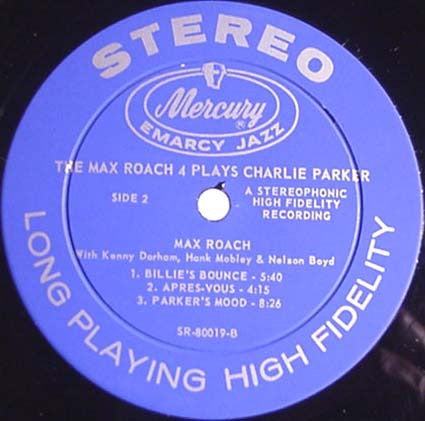 STEREO
Mercury®
EMARCY JAZZ
THE MAX ROACH 4 PLAYS CHARLIE PARKER
SIDE 2
A STEREOPHONIC
HIGH FIDELITY
RECORDING
MAX ROACH
With Kenny Dorham, Hank Mobley & Nelson Boyd
1. BILLIE'S BOUNCE - 5:40
2. APRES-VOUS - 4:15
3. PARKER'S MOOD - 8:26
SR-80019-B
LONG PLAYING HIGH FIDELITY